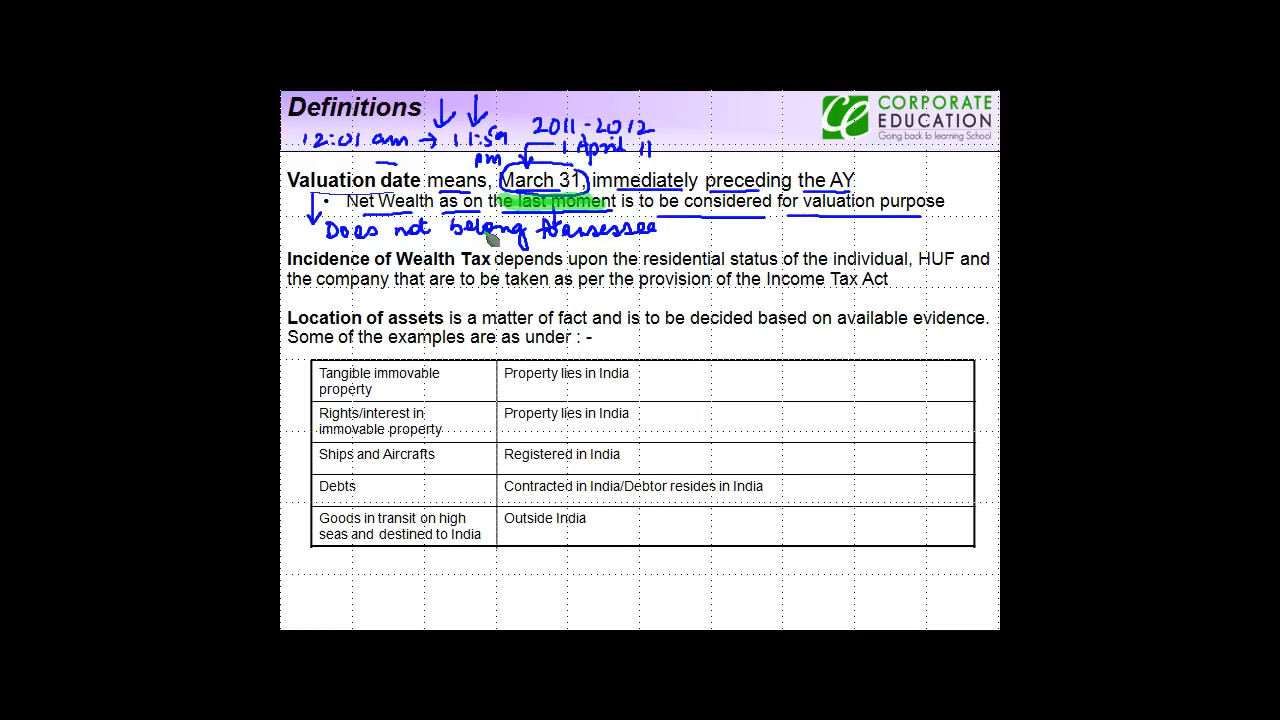 Definitions
CORPORATE
EDUCATION
Going back to learning School
12:01 am → 11:59 pm
2011-2012
1 April 11
Valuation date means, March 31, immediately preceding the AY
• Net Wealth as on the last moment is to be considered for valuation purpose
Does not belong to assessee
Incidence of Wealth Tax depends upon the residential status of the individual, HUF and
the company that are to be taken as per the provision of the Income Tax Act
Location of assets is a matter of fact and is to be decided based on available evidence.
Some of the examples are as under : -
Tangible immovable
property
Property lies in India
Rights/interest in
immovable property
Property lies in India
Ships and Aircrafts
Registered in India
Debts
Contracted in India/Debtor resides in India
Goods in transit on high
seas and destined to India
Outside India